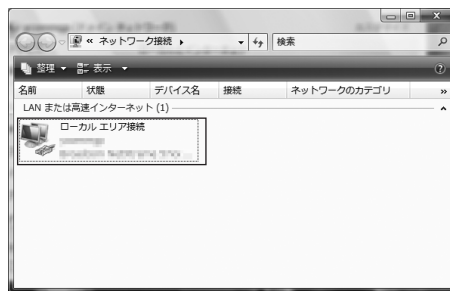 « ネットワーク接続
検索
整理 表示
名前 状態 デバイス名 接続 ネットワークのカテゴリ »
LAN または高速インターネット (1)
ローカル エリア接続